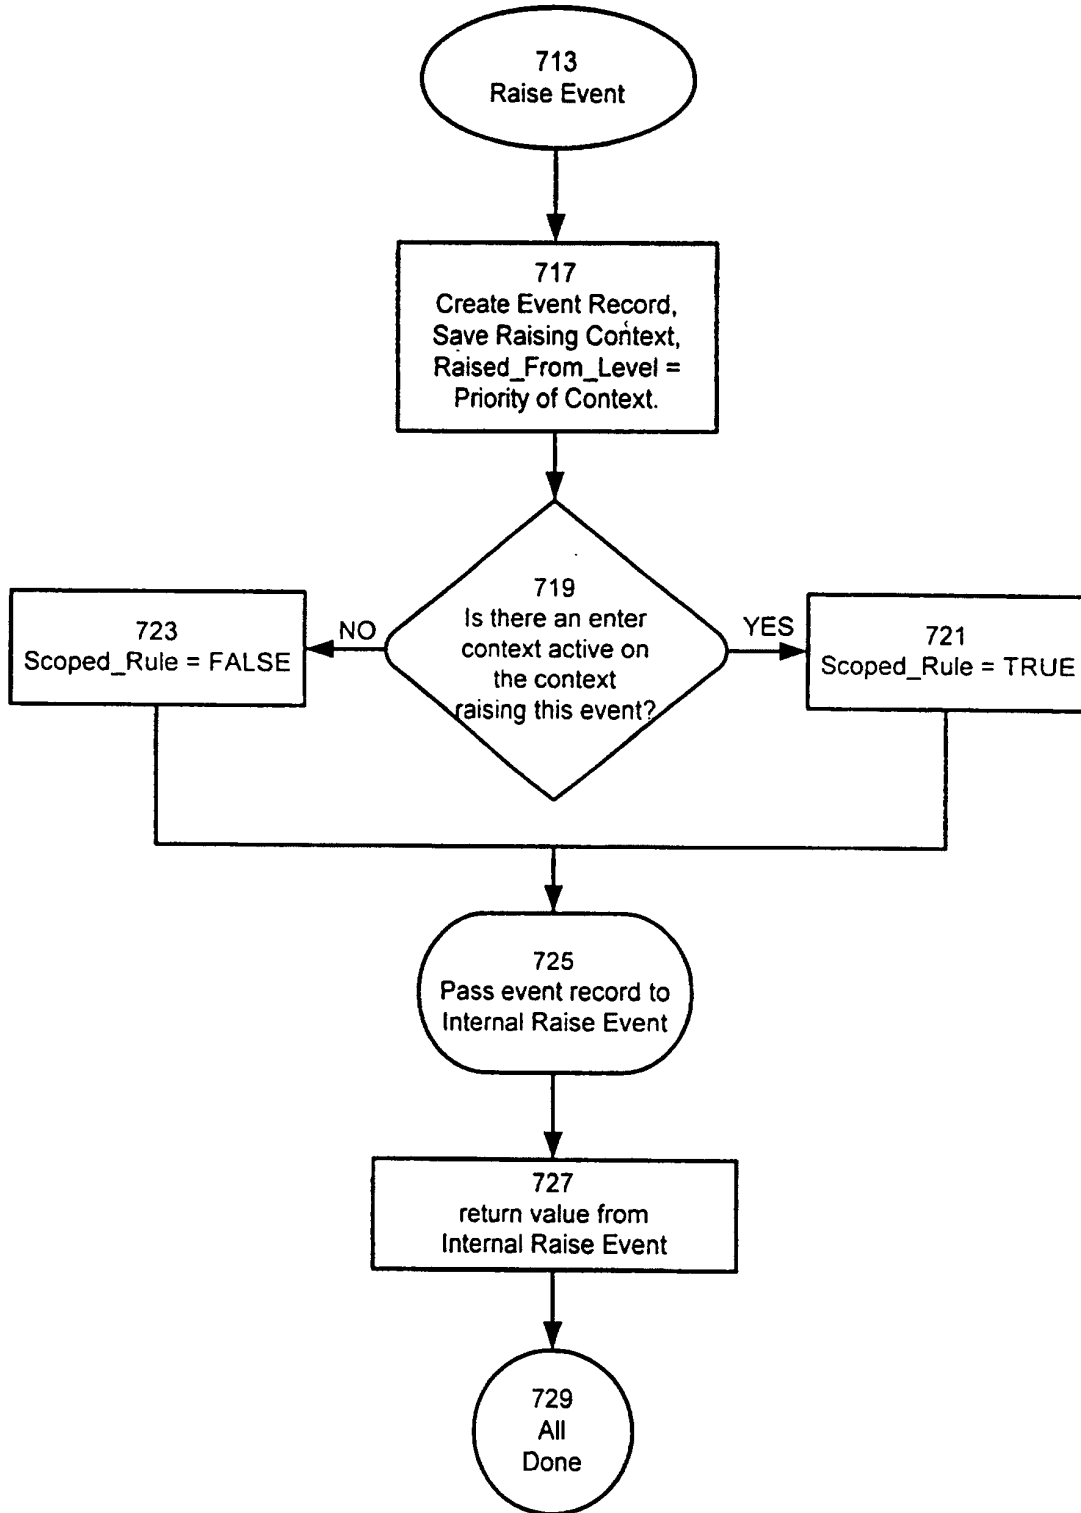 713
Raise Event
717
Create Event Record,
Save Raising Context,
Raised_From_Level =
Priority of Context.
719
Is there an enter
context active on
the context
raising this event?
NO
YES
723
Scoped_Rule = FALSE
721
Scoped_Rule = TRUE
725
Pass event record to
Internal Raise Event
727
return value from
Internal Raise Event
729
All
Done